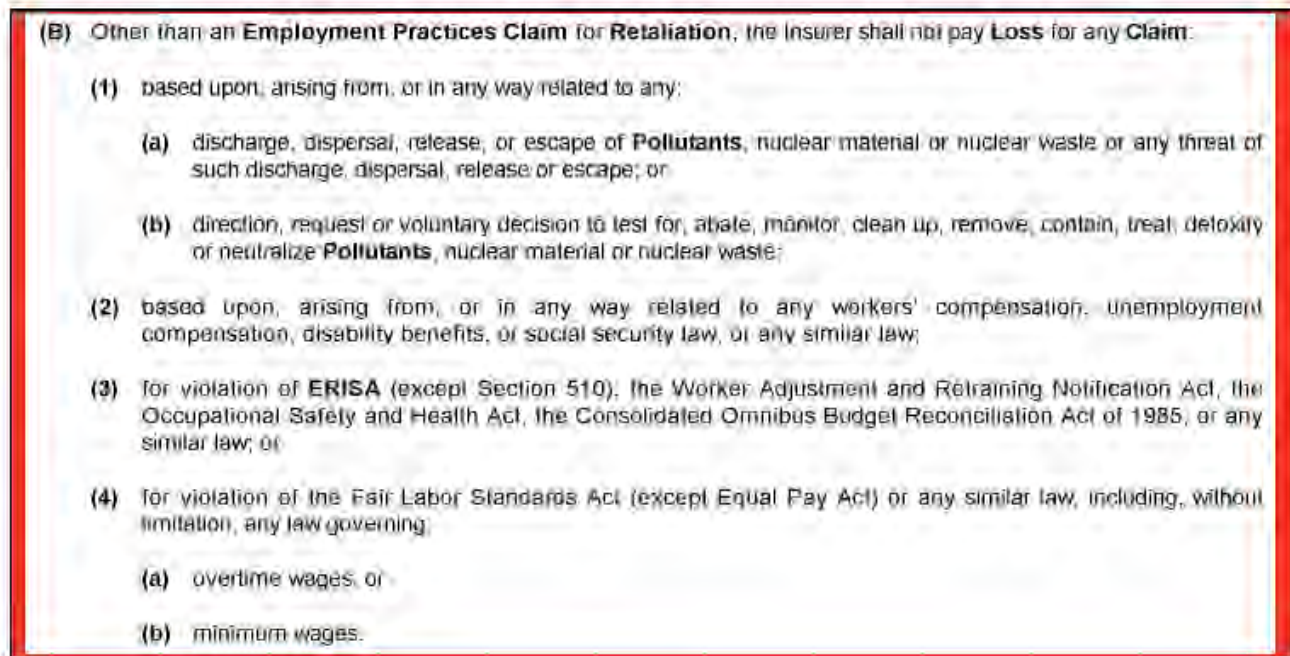 (B) Other than an Employment Practices Claim for Retaliation, the Insurer shall not pay Loss for any Claim:
(1) based upon, arising from, or in any way related to any:
(a) discharge, dispersal, release, or escape of Pollutants, nuclear material or nuclear waste or any threat of
such discharge, dispersal, release or escape; or
(b) direction, request or voluntary decision to test for, abate, monitor, clean up, remove, contain, treat, detoxify
or neutralize Pollutants, nuclear material or nuclear waste;
(2) based upon, arising from, or in any way related to any workers' compensation, unemployment
compensation, disability benefits, or social security law, or any similar law;
(3) for violation of ERISA (except Section 510), the Worker Adjustment and Retraining Notification Act, the
Occupational Safety and Health Act, the Consolidated Omnibus Budget Reconciliation Act of 1985, or any
similar law; or
(4) for violation of the Fair Labor Standards Act (except Equal Pay Act) or any similar law, including, without
limitation, any law governing:
(a) overtime wages, or
(b) minimum wages.